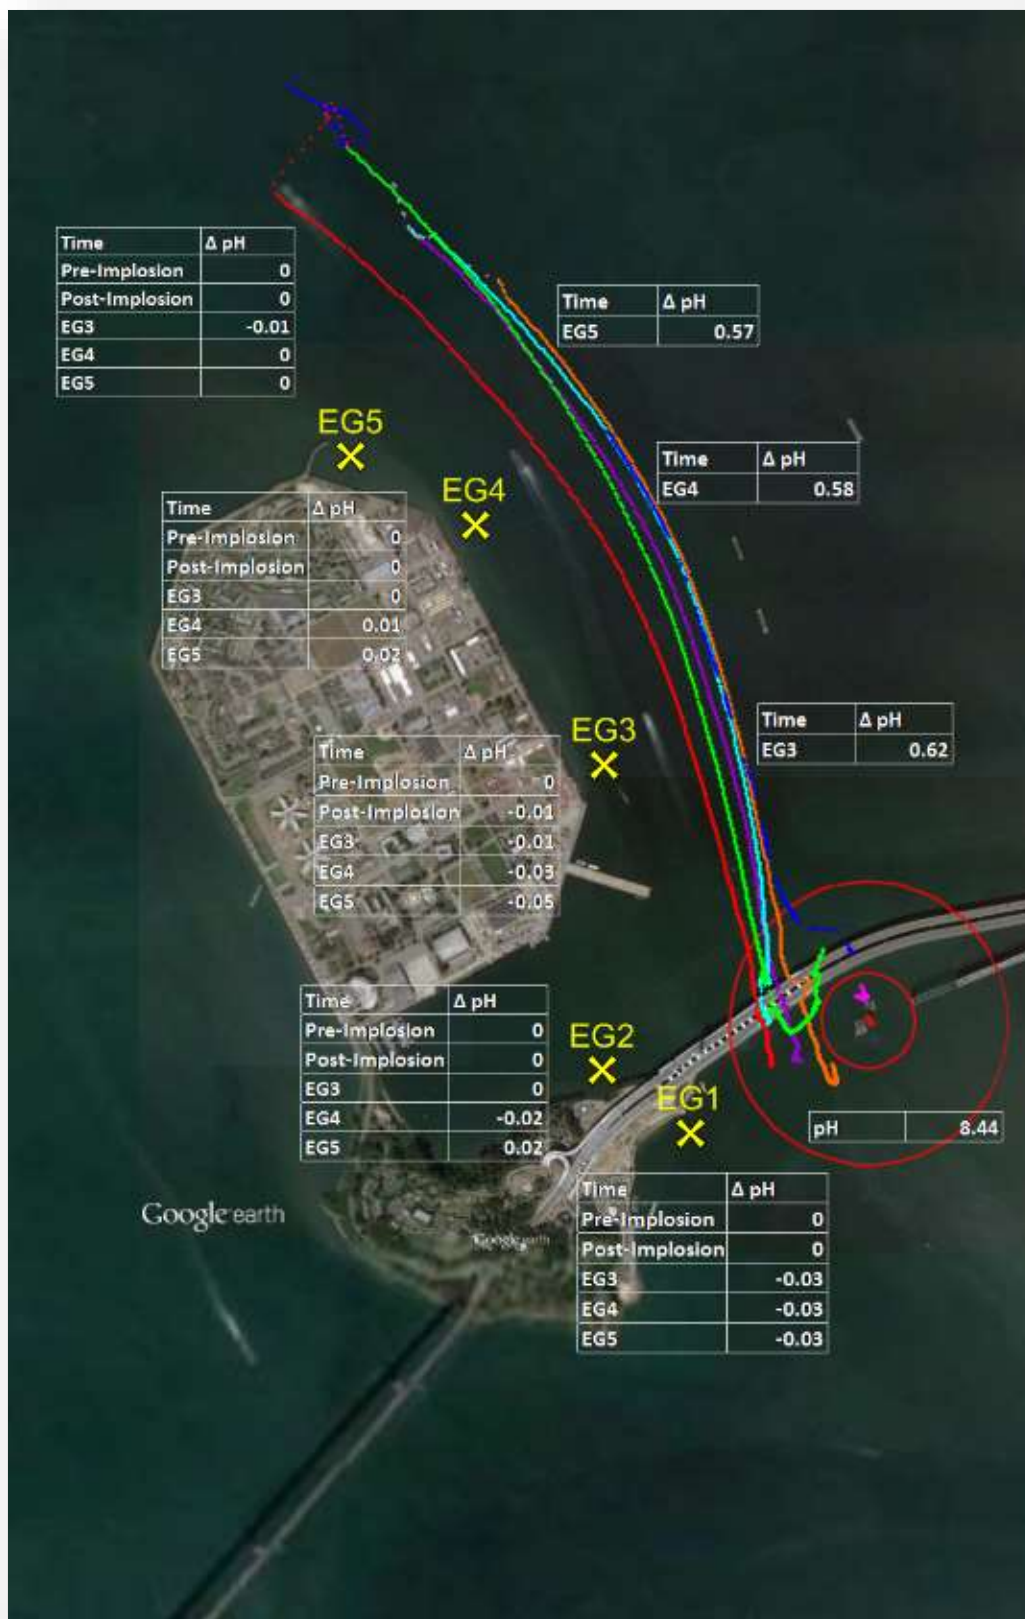 Time Δ pH
Pre-Implosion 0
Post-Implosion 0
EG3 -0.01
EG4 0
EG5 0
Time Δ pH
EG5 0.57
EG5
EG4
Time Δ pH
EG4 0.58
Time Δ pH
Pre-Implosion 0
Post-Implosion 0
EG3 0
EG4 0.01
EG5 0.02
EG3
Time Δ pH
EG3 0.62
Time Δ pH
Pre-Implosion 0
Post-Implosion -0.01
EG3 -0.01
EG4 -0.03
EG5 -0.05
Time Δ pH
Pre-Implosion 0
Post-Implosion 0
EG3 0
EG4 -0.02
EG5 0.02
EG2
EG1
pH 8.44
Google earth
Google earth
Time Δ pH
Pre-Implosion 0
Post-Implosion 0
EG3 -0.03
EG4 -0.03
EG5 -0.03